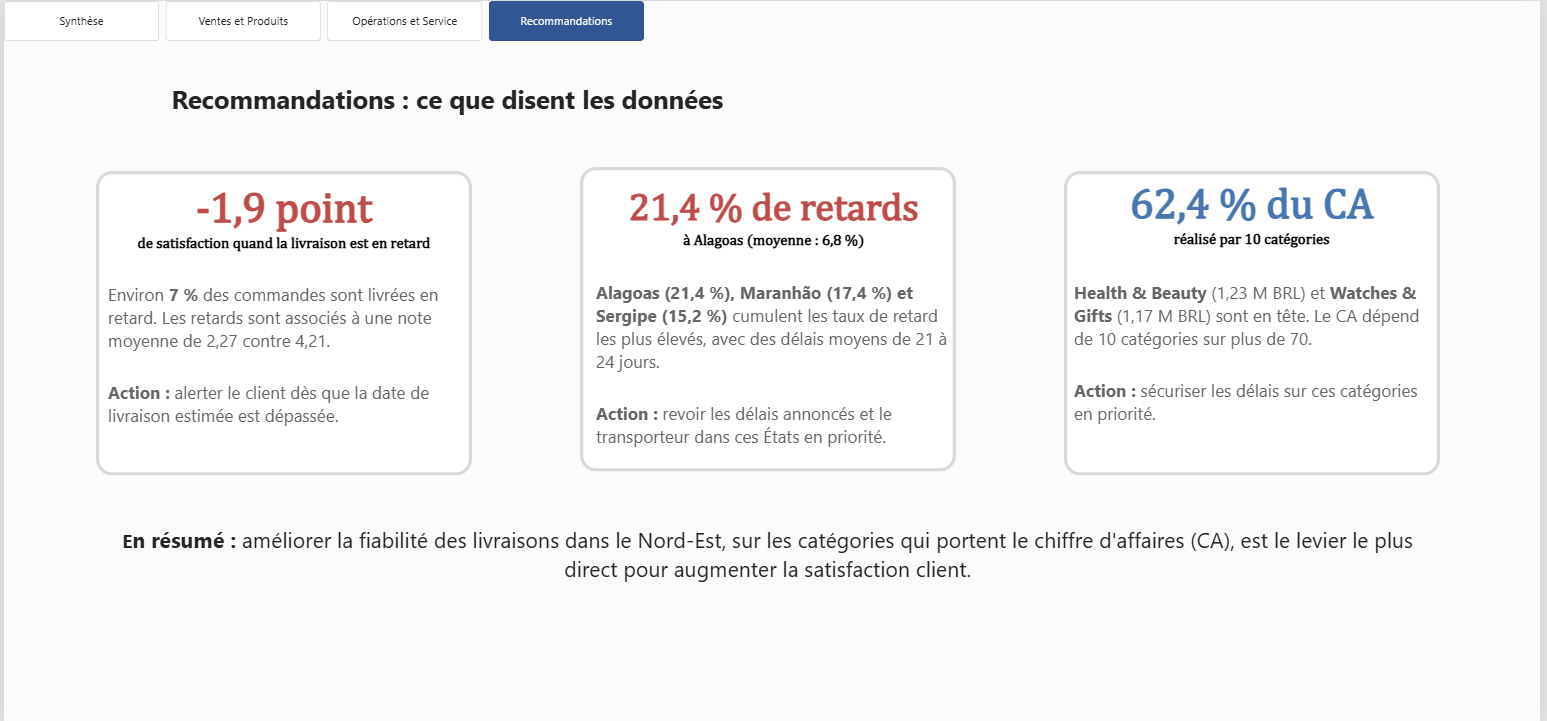 Synthèse
Ventes et Produits
Opérations et Service
Recommandations
Recommandations : ce que disent les données
-1,9 point
de satisfaction quand la livraison est en retard
Environ 7 % des commandes sont livrées en
retard. Les retards sont associés à une note
moyenne de 2,27 contre 4,21.
Action : alerter le client dès que la date de
livraison estimée est dépassée.
21,4 % de retards
à Alagoas (moyenne : 6,8 %)
Alagoas (21,4 %), Maranhão (17,4 %) et
Sergipe (15,2 %) cumulent les taux de retard
les plus élevés, avec des délais moyens de 21 à
24 jours.
Action : revoir les délais annoncés et le
transporteur dans ces États en priorité.
62,4 % du CA
réalisé par 10 catégories
Health & Beauty (1,23 M BRL) et Watches &
Gifts (1,17 M BRL) sont en tête. Le CA dépend
de 10 catégories sur plus de 70.
Action : sécuriser les délais sur ces catégories
en priorité.
En résumé : améliorer la fiabilité des livraisons dans le Nord-Est, sur les catégories qui portent le chiffre d'affaires (CA), est le levier le plus
direct pour augmenter la satisfaction client.